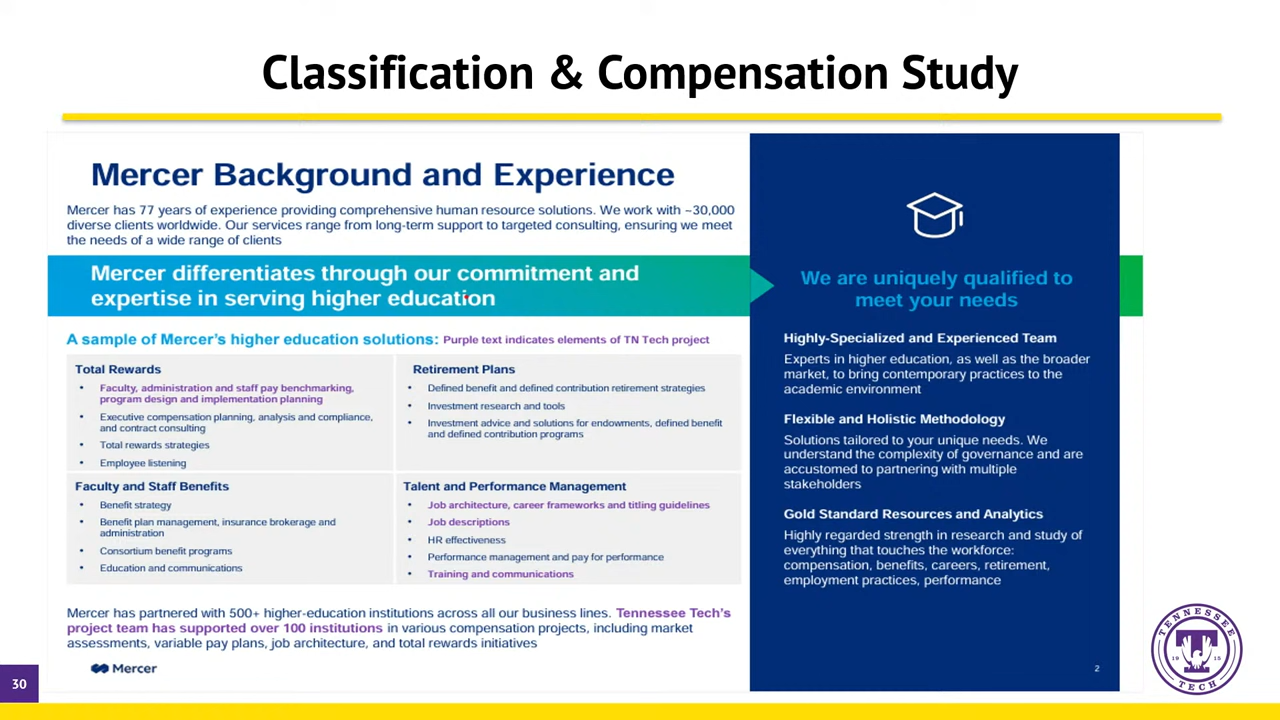 Classification & Compensation Study
Mercer Background and Experience
Mercer has 77 years of experience providing comprehensive human resource solutions. We work with ~30,000
diverse clients worldwide. Our services range from long-term support to targeted consulting, ensuring we meet
the needs of a wide range of clients
Mercer differentiates through our commitment and
expertise in serving higher education
A sample of Mercer's higher education solutions: Purple text indicates elements of TN Tech project
Total Rewards
• Faculty, administration and staff pay benchmarking,
program design and implementation planning
• Executive compensation planning, analysis and compliance,
and contract consulting
• Total rewards strategies
• Employee listening
Retirement Plans
• Defined benefit and defined contribution retirement strategies
• Investment research and tools
• Investment advice and solutions for endowments, defined benefit
and defined contribution programs
Faculty and Staff Benefits
• Benefit strategy
• Benefit plan management, insurance brokerage and
administration
• Consortium benefit programs
• Education and communications
Talent and Performance Management
• Job architecture, career frameworks and titling guidelines
• Job descriptions
• HR effectiveness
• Performance management and pay for performance
• Training and communications
Mercer has partnered with 500+ higher-education institutions across all our business lines. Tennessee Tech's
project team has supported over 100 institutions in various compensation projects, including market
assessments, variable pay plans, job architecture, and total rewards initiatives
Mercer
We are uniquely qualified to
meet your needs
Highly-Specialized and Experienced Team
Experts in higher education, as well as the broader
market, to bring contemporary practices to the
academic environment
Flexible and Holistic Methodology
Solutions tailored to your unique needs. We
understand the complexity of governance and are
accustomed to partnering with multiple
stakeholders
Gold Standard Resources and Analytics
Highly regarded strength in research and study of
everything that touches the workforce:
compensation, benefits, careers, retirement,
employment practices, performance
2
TENNESSEE
T
19 15
TECH
30